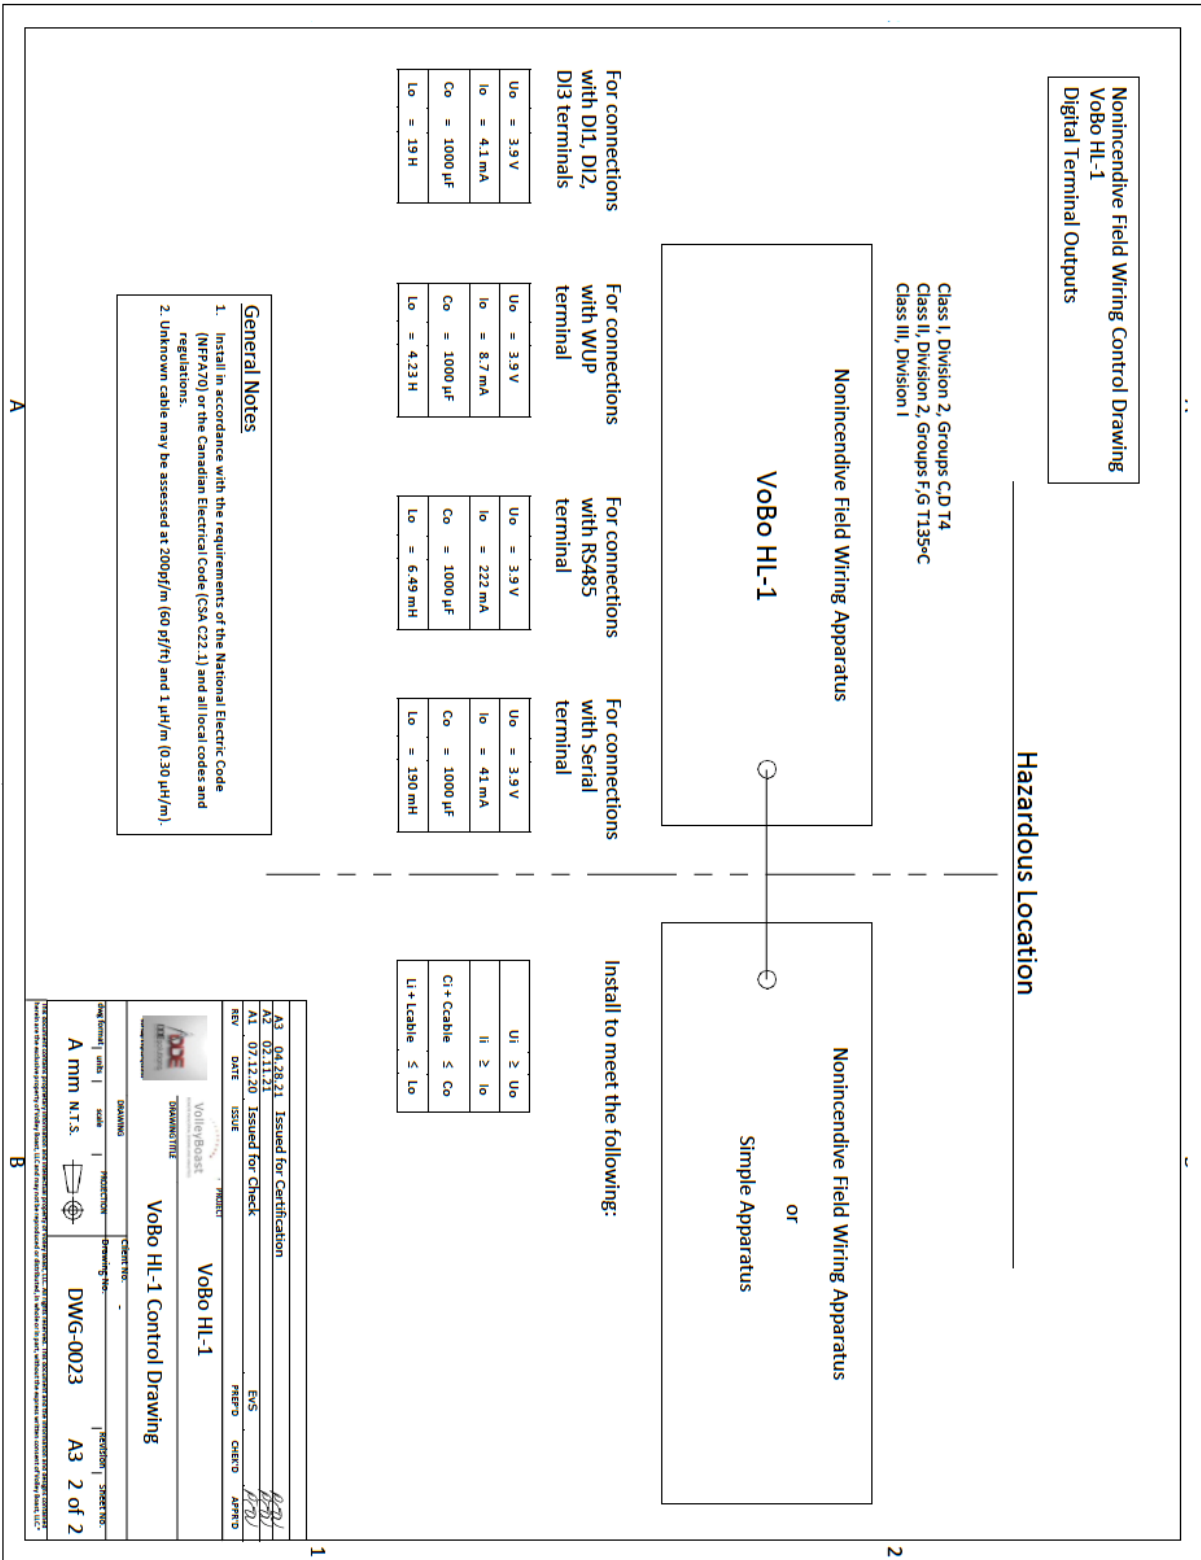 Nonincendive Field Wiring Control Drawing
VoBo HL-1
Digital Terminal Outputs
Hazardous Location
Class I, Division 2, Groups C,D T4
Class II, Division 2, Groups F,G T135°C
Class III, Division I
Nonincendive Field Wiring Apparatus
VoBo HL-1
Nonincendive Field Wiring Apparatus
or
Simple Apparatus
For connections
with DI1, DI2,
DI3 terminals
Uo = 3.9 V
Io = 4.1 mA
Co = 1000 µF
Lo = 19 H
For connections
with WUP
terminal
Uo = 3.9 V
Io = 8.7 mA
Co = 1000 µF
Lo = 4.23 H
For connections
with RS485
terminal
Uo = 3.9 V
Io = 222 mA
Co = 1000 µF
Lo = 6.49 mH
For connections
with Serial
terminal
Uo = 3.9 V
Io = 41 mA
Co = 1000 µF
Lo = 190 mH
Install to meet the following:
Ui ≥ Uo
Ii ≥ Io
Ci + Ccable ≤ Co
Li + Lcable ≤ Lo
General Notes
1. Install in accordance with the requirements of the National Electric Code
(NFPA70) or the Canadian Electrical Code (CSA C22.1) and all local codes and
regulations.
2. Unknown cable may be assessed at 200pf/m (60 pf/ft) and 1 µH/m (0.30 µH/m).
A3 04.28.21 Issued for Certification
A2 02.11.21
A1 07.12.20 Issued for Check EvS
REV DATE ISSUE PREP'D CHEK'D APPR'D
VolleyBoast
PROJECT
VoBo HL-1
DRAWING TITLE
VoBo HL-1 Control Drawing
DRAWING
Client No.
-
dwg format units scale PROJECTION Drawing No. Revision Sheet No.
A mm N.T.S. DWG-0023 A3 2 of 2
A
B
1
2